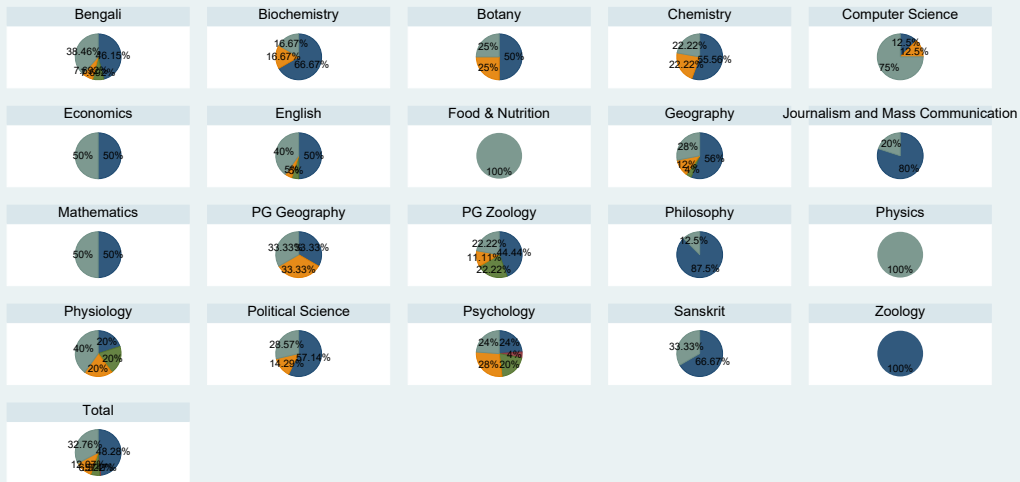 Bengali
38.46%
46.15%
Biochemistry
16.67%
16.67%
66.67%
Botany
25%
50%
25%
Chemistry
22.22%
55.56%
22.22%
Computer Science
12.5%
12.5%
75%
Economics
50%
50%
English
40%
50%
Food & Nutrition
100%
Geography
28%
56%
12%
4%
Journalism and Mass Communication
20%
80%
Mathematics
50%
50%
PG Geography
33.33%
33.33%
33.33%
PG Zoology
22.22%
44.44%
11.11%
22.22%
Philosophy
12.5%
87.5%
Physics
100%
Physiology
20%
40%
20%
20%
Political Science
28.57%
57.14%
14.29%
Psychology
24%
24%
4%
28%
20%
Sanskrit
33.33%
66.67%
Zoology
100%
Total
32.76%
48.28%